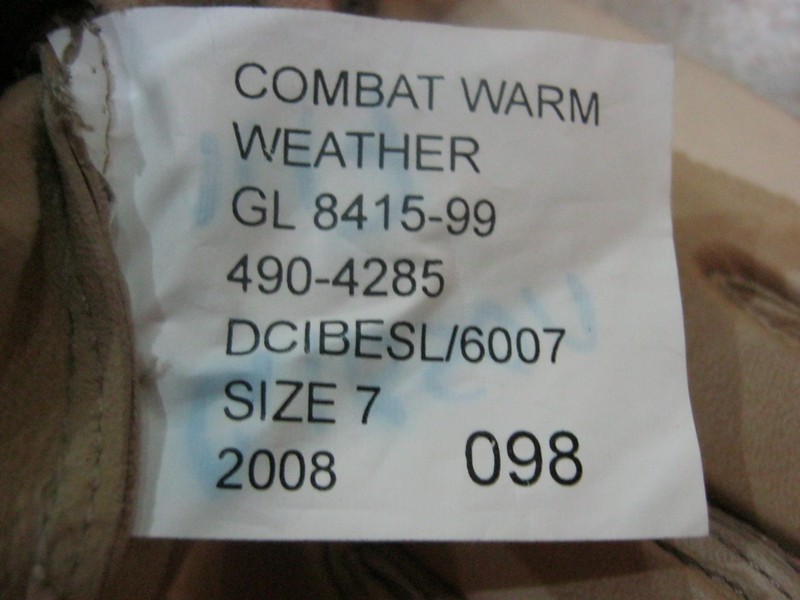 COMBAT WARM
WEATHER
GL 8415-99
490-4285
DCIBESL/6007
SIZE 7
2008 098